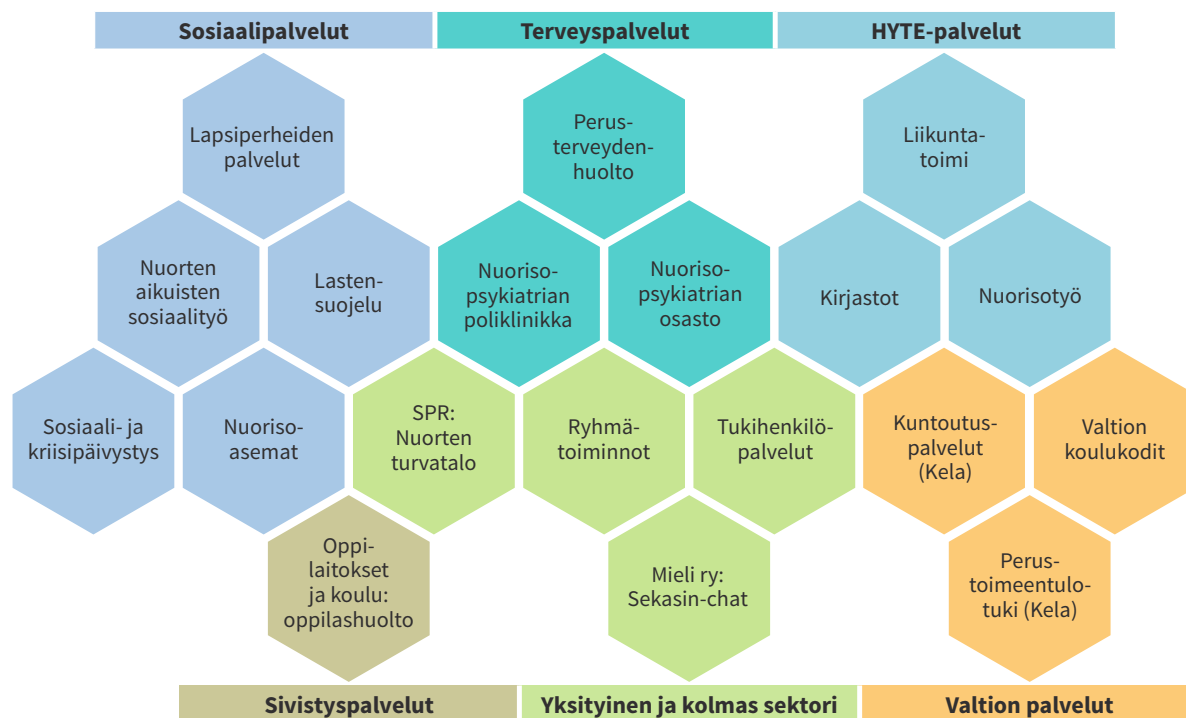 Sosiaalipalvelut
Terveyspalvelut
HYTE-palvelut
Lapsiperheiden
palvelut
Perus-
terveyden-
huolto
Liikunta-
toimi
Nuorten
aikuisten
sosiaalityö
Lasten-
suojelu
Nuoriso-
psykiatrian
poliklinikka
Nuoriso-
psykiatrian
osasto
Kirjastot
Nuorisotyö
Sosiaali- ja
kriisipäivystys
Nuoriso-
asemat
SPR:
Nuorten
turvatalo
Ryhmä-
toiminnot
Tukihenkilö-
palvelut
Kuntoutus-
palvelut
(Kela)
Valtion
koulukodit
Oppi-
laitokset
ja koulu:
oppilashuolto
Mieli ry:
Sekasin-chat
Perus-
toimeentulo-
tuki (Kela)
Sivistyspalvelut
Yksityinen ja kolmas sektori
Valtion palvelut